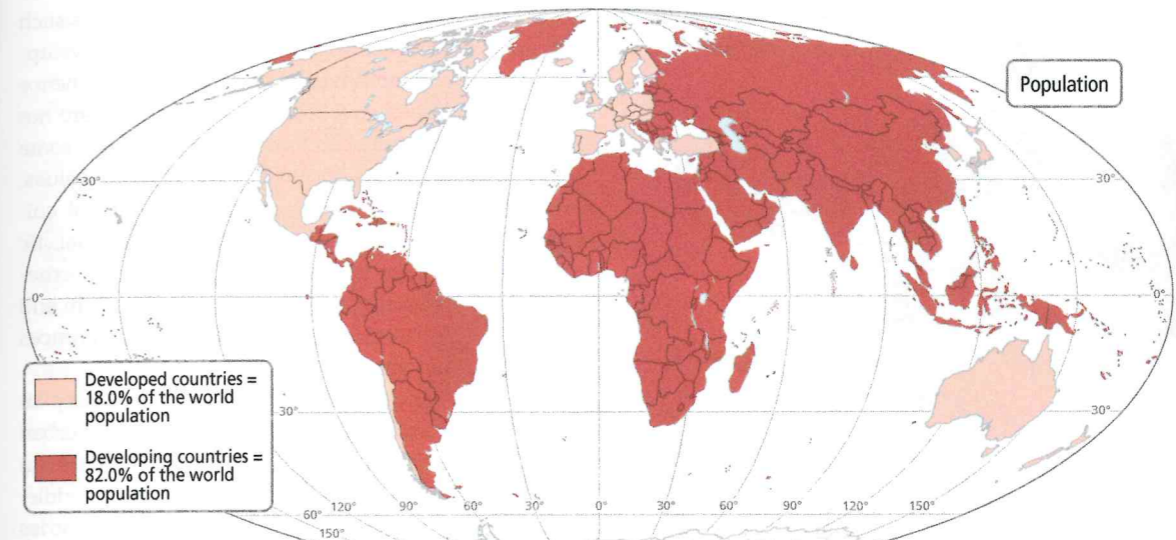 Population
30°
30°
0°
0°
Developed countries =
18.0% of the world
population
Developing countries =
82.0% of the world
population
30°
30°
60°
120°
90°
60°
30°
0°
30°
60°
90°
120°
150°
150°
such